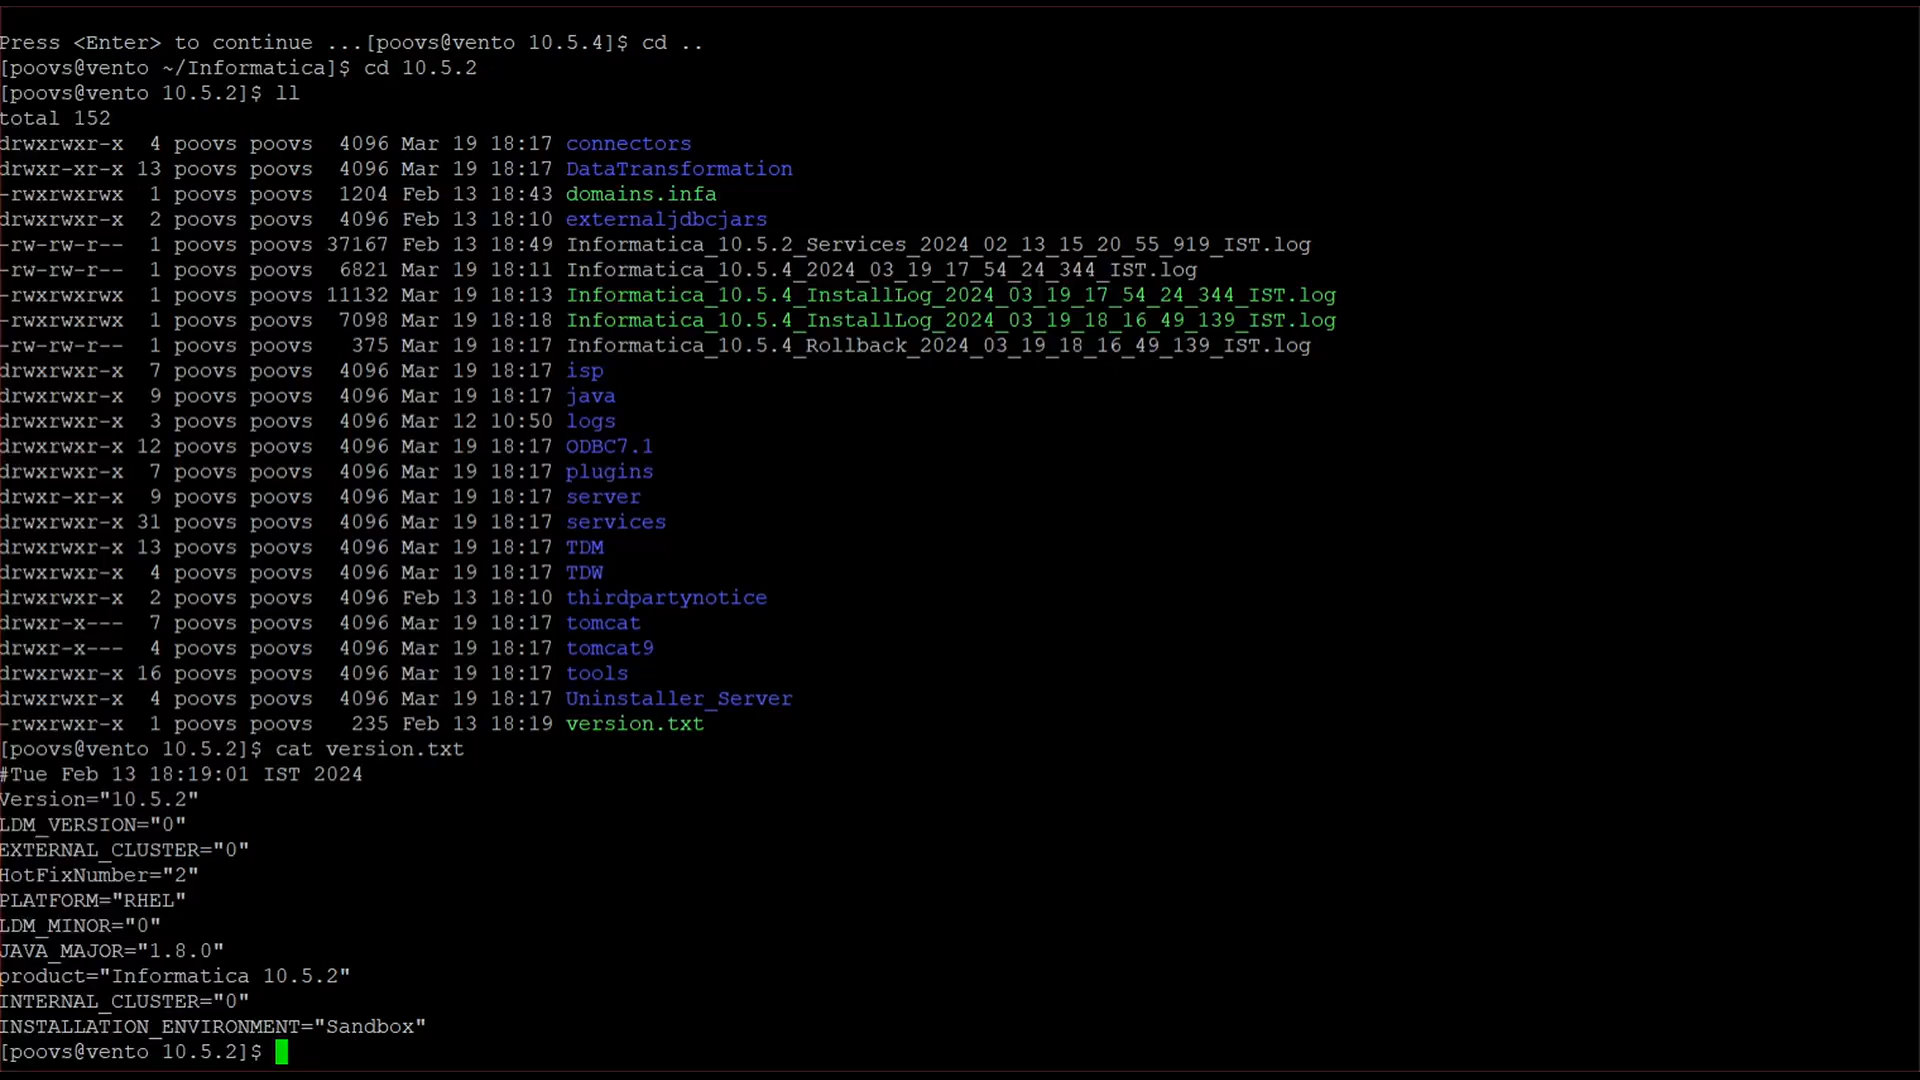 Press <Enter> to continue ...[poovs@vento 10.5.4]$ cd ..
[poovs@vento ~/Informatica]$ cd 10.5.2
[poovs@vento 10.5.2]$ ll
total 152
drwxrwxr-x  4 poovs poovs  4096 Mar 19 18:17 connectors
drwxr-xr-x 13 poovs poovs  4096 Mar 19 18:17 DataTransformation
-rwxrwxrwx  1 poovs poovs  1204 Feb 13 18:43 domains.infa
drwxrwxr-x  2 poovs poovs  4096 Feb 13 18:10 externaljdbcjars
-rw-rw-r--  1 poovs poovs 37167 Feb 13 18:49 Informatica_10.5.2_Services_2024_02_13_15_20_55_919_IST.log
-rw-rw-r--  1 poovs poovs  6821 Mar 19 18:11 Informatica_10.5.4_2024_03_19_17_54_24_344_IST.log
-rwxrwxrwx  1 poovs poovs 11132 Mar 19 18:13 Informatica_10.5.4_InstallLog_2024_03_19_17_54_24_344_IST.log
-rwxrwxrwx  1 poovs poovs  7098 Mar 19 18:18 Informatica_10.5.4_InstallLog_2024_03_19_18_16_49_139_IST.log
-rw-rw-r--  1 poovs poovs   375 Mar 19 18:17 Informatica_10.5.4_Rollback_2024_03_19_18_16_49_139_IST.log
drwxrwxr-x  7 poovs poovs  4096 Mar 19 18:17 isp
drwxrwxr-x  9 poovs poovs  4096 Mar 19 18:17 java
drwxrwxr-x  3 poovs poovs  4096 Mar 12 10:50 logs
drwxrwxr-x 12 poovs poovs  4096 Mar 19 18:17 ODBC7.1
drwxrwxr-x  7 poovs poovs  4096 Mar 19 18:17 plugins
drwxr-xr-x  9 poovs poovs  4096 Mar 19 18:17 server
drwxrwxr-x 31 poovs poovs  4096 Mar 19 18:17 services
drwxrwxr-x 13 poovs poovs  4096 Mar 19 18:17 TDM
drwxrwxr-x  4 poovs poovs  4096 Mar 19 18:17 TDW
drwxrwxr-x  2 poovs poovs  4096 Feb 13 18:10 thirdpartynotice
drwxr-x---  7 poovs poovs  4096 Mar 19 18:17 tomcat
drwxr-x---  4 poovs poovs  4096 Mar 19 18:17 tomcat9
drwxrwxr-x 16 poovs poovs  4096 Mar 19 18:17 tools
drwxrwxr-x  4 poovs poovs  4096 Mar 19 18:17 Uninstaller_Server
-rwxrwxr-x  1 poovs poovs   235 Feb 13 18:19 version.txt
[poovs@vento 10.5.2]$ cat version.txt
#Tue Feb 13 18:19:01 IST 2024
Version="10.5.2"
LDM_VERSION="0"
EXTERNAL_CLUSTER="0"
HotFixNumber="2"
PLATFORM="RHEL"
LDM_MINOR="0"
JAVA_MAJOR="1.8.0"
product="Informatica 10.5.2"
INTERNAL_CLUSTER="0"
INSTALLATION_ENVIRONMENT="Sandbox"
[poovs@vento 10.5.2]$